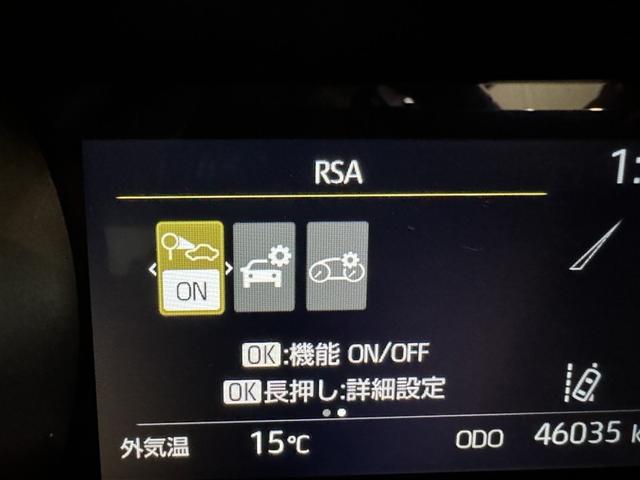 RSA
1:
ON
OK:機能 ON/OFF
OK長押し:詳細設定
外気温 15℃ ODO 46035 k